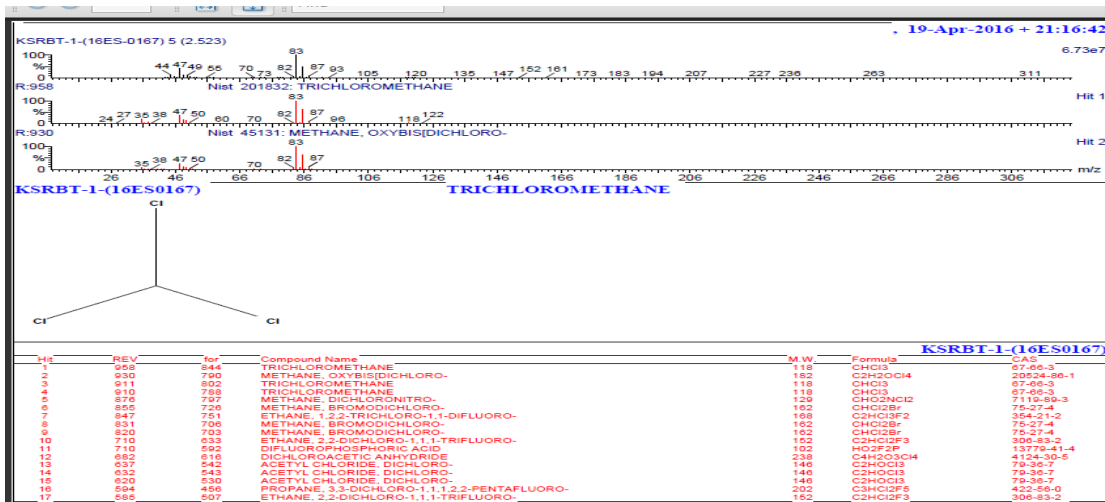 , 19-Apr-2016 + 21:16:42
KSRBT-1-(16ES-0167) 5 (2.523)
6.73e7
83
100
%
0
44 47 49 55 70 73 82 87 93 105 120 135 147 152 161 173 183 194 207 227 236 263 311
R:958 Nist 201832: TRICHLOROMETHANE Hit 1
83
100
%
0
24 27 35 38 47 50 60 70 82 87 96 118 122
R:930 Nist 45131: METHANE, OXYBIS[DICHLORO- Hit 2
83
100
%
0
35 38 47 50 70 82 87
m/z
26 46 66 86 106 126 146 166 186 206 226 246 266 286 306
KSRBT-1-(16ES0167) TRICHLOROMETHANE
Cl
Cl Cl
KSRBT-1-(16ES0167)
Hit REV for Compound Name M.W. Formula CAS
1 958 844 TRICHLOROMETHANE 118 CHCl3 67-66-3
2 930 790 METHANE, OXYBIS[DICHLORO- 182 C2H2OCl4 20524-86-1
3 911 802 TRICHLOROMETHANE 118 CHCl3 67-66-3
4 910 788 TRICHLOROMETHANE 118 CHCl3 67-66-3
5 876 797 METHANE, DICHLORONITRO- 129 CHO2NCl2 7119-89-3
6 855 726 METHANE, BROMODICHLORO- 162 CHCl2Br 75-27-4
7 847 751 ETHANE, 1,2,2-TRICHLORO-1,1-DIFLUORO- 168 C2HCl3F2 354-21-2
8 831 706 METHANE, BROMODICHLORO- 162 CHCl2Br 75-27-4
9 820 703 METHANE, BROMODICHLORO- 162 CHCl2Br 75-27-4
10 710 633 ETHANE, 2,2-DICHLORO-1,1,1-TRIFLUORO- 152 C2HCl2F3 306-83-2
11 710 592 DIFLUOROPHOSPHORIC ACID 102 HO2F2P 13779-41-4
12 682 616 DICHLOROACETIC ANHYDRIDE 238 C4H2O3Cl4 4124-30-5
13 637 542 ACETYL CHLORIDE, DICHLORO- 146 C2HOCl3 79-36-7
14 632 543 ACETYL CHLORIDE, DICHLORO- 146 C2HOCl3 79-36-7
15 620 530 ACETYL CHLORIDE, DICHLORO- 146 C2HOCl3 79-36-7
16 594 456 PROPANE, 3,3-DICHLORO-1,1,1,2,2-PENTAFLUORO- 202 C3HCl2F5 422-56-0
17 585 507 ETHANE, 2,2-DICHLORO-1,1,1-TRIFLUORO- 152 C2HCl2F3 306-83-2